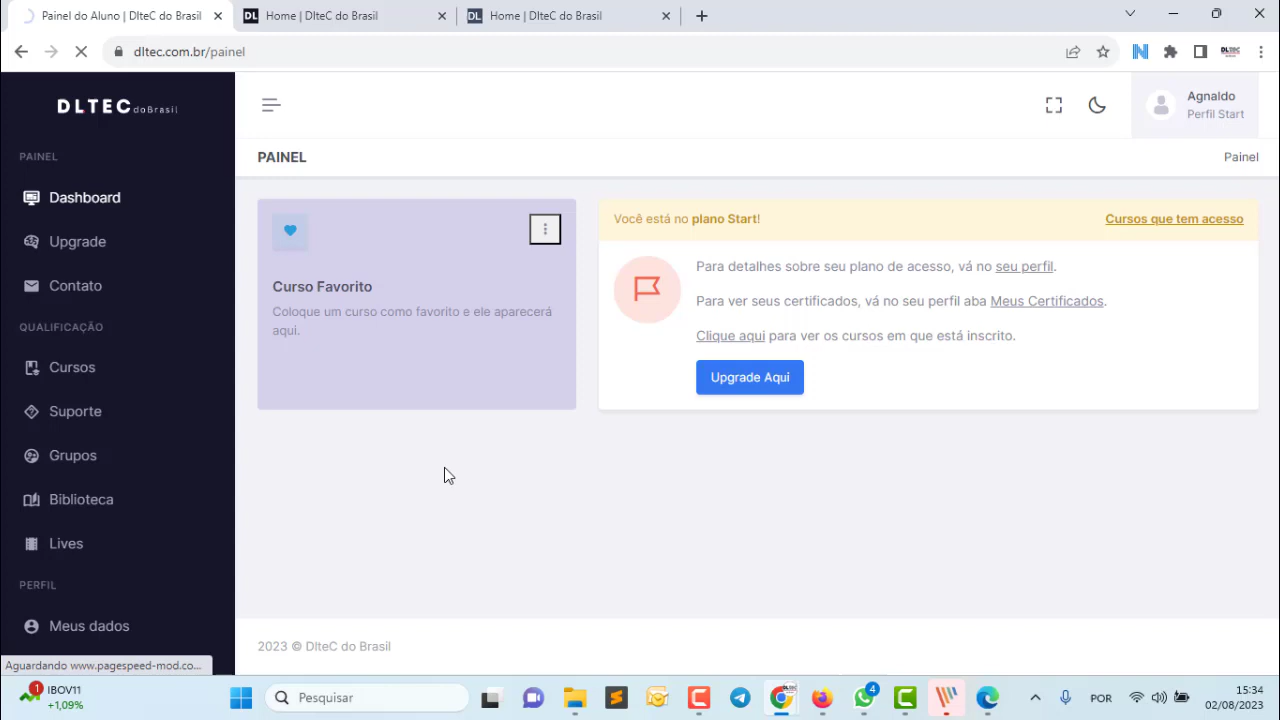 Painel do Aluno | DlteC do Brasil
Home | DlteC do Brasil
Home | DlteC do Brasil
dltec.com.br/painel
DLTEC do Brasil
Agnaldo
Perfil Start
PAINEL
PAINEL
Painel
Dashboard
Upgrade
Contato
QUALIFICAÇÃO
Cursos
Suporte
Grupos
Biblioteca
Lives
PERFIL
Meus dados
Curso Favorito
Coloque um curso como favorito e ele aparecerá
aqui.
Você está no plano Start!
Cursos que tem acesso
Para detalhes sobre seu plano de acesso, vá no seu perfil.
Para ver seus certificados, vá no seu perfil aba Meus Certificados.
Clique aqui para ver os cursos em que está inscrito.
Upgrade Aqui
2023 © DlteC do Brasil
Aguardando www.pagespeed-mod.co...
1
IBOV11
+1,09%
Pesquisar
4
POR
15:34
02/08/2023